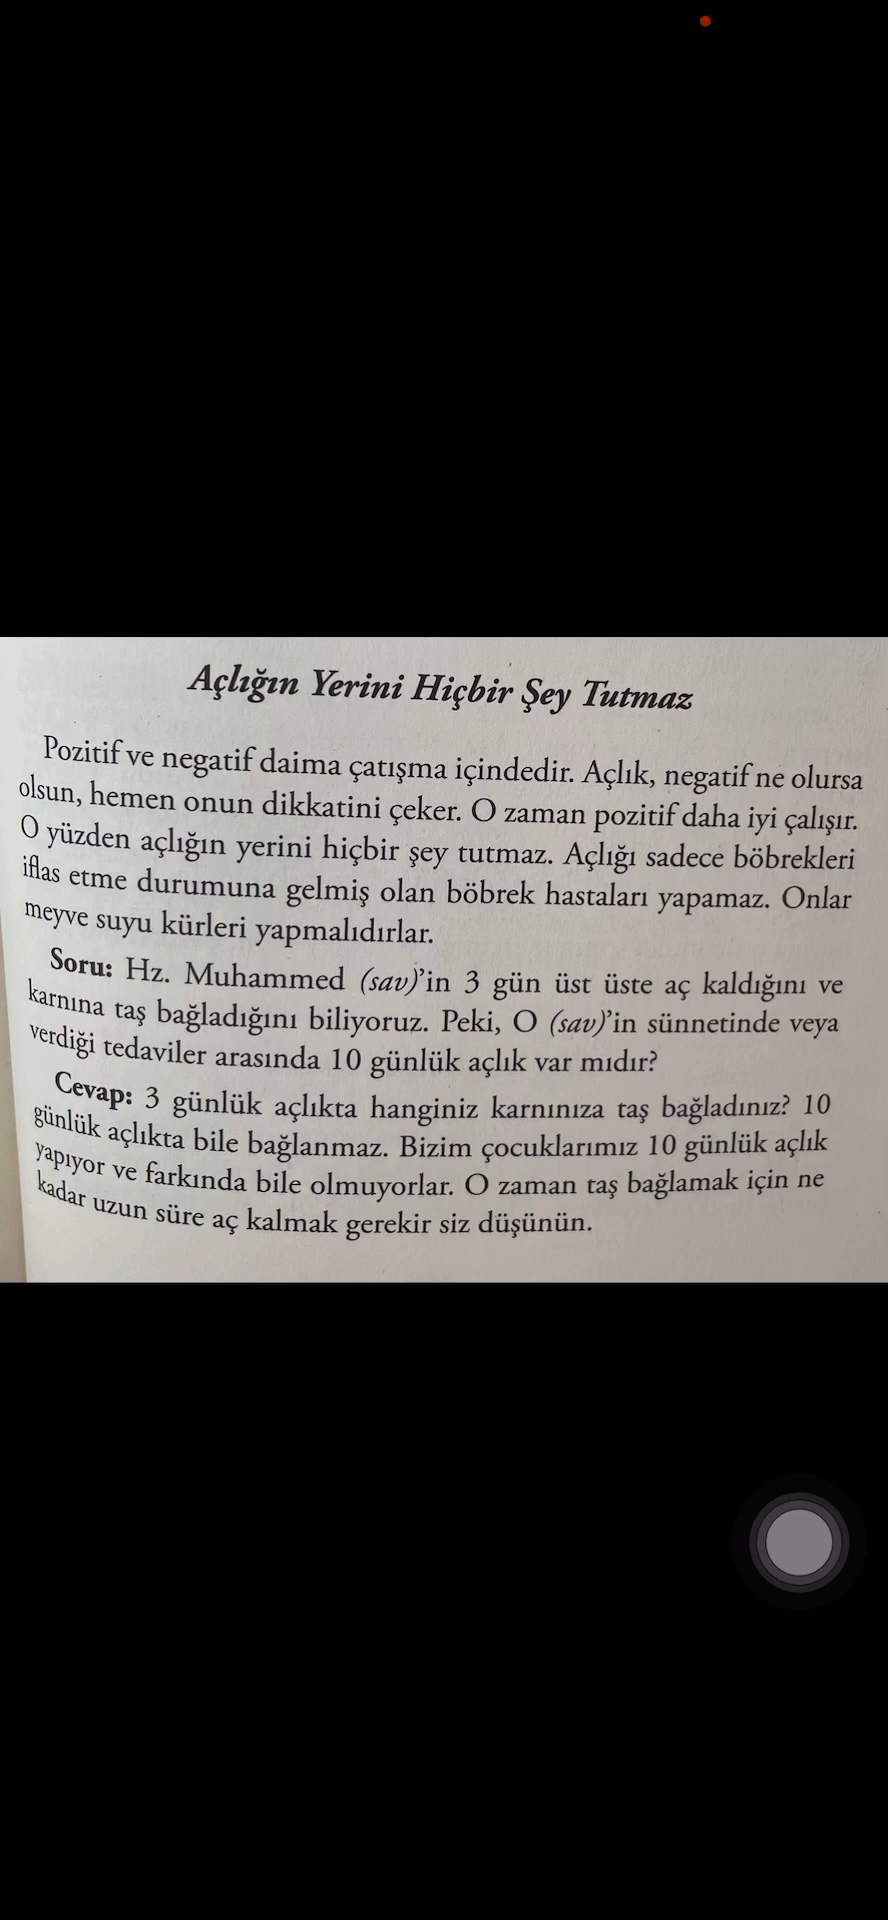 Açlığın Yerini Hiçbir Şey Tutmaz
Pozitif ve negatif daima çatışma içindedir. Açlık, negatif ne olursa
olsun, hemen onun dikkatini çeker. O zaman pozitif daha iyi çalışır.
O yüzden açlığın yerini hiçbir şey tutmaz. Açlığı sadece böbrekleri
iflas etme durumuna gelmiş olan böbrek hastaları yapamaz. Onlar
meyve suyu kürleri yapmalıdırlar.
Soru: Hz. Muhammed (sav)'in 3 gün üst üste aç kaldığını ve
karnına taş bağladığını biliyoruz. Peki, O (sav)'in sünnetinde veya
verdiği tedaviler arasında 10 günlük açlık var mıdır?
Cevap: 3 günlük açlıkta hanginiz karnınıza taş bağladınız? 10
günlük açlıkta bile bağlanmaz. Bizim çocuklarımız 10 günlük açlık
yapıyor ve farkında bile olmuyorlar. O zaman taş bağlamak için ne
kadar uzun süre aç kalmak gerekir siz düşünün.